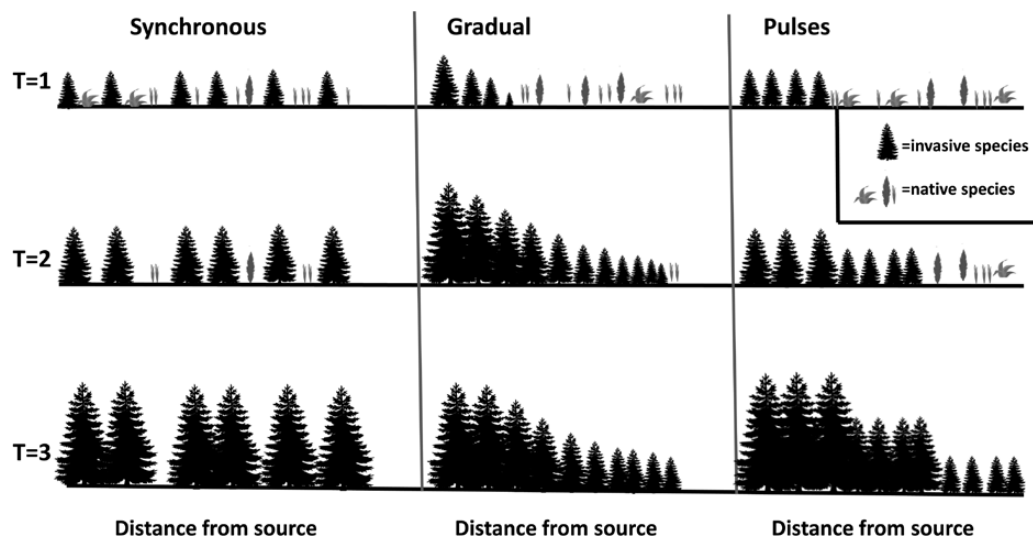 Synchronous
Gradual
Pulses
T=1
=invasive species
=native species
T=2
T=3
Distance from source
Distance from source
Distance from source